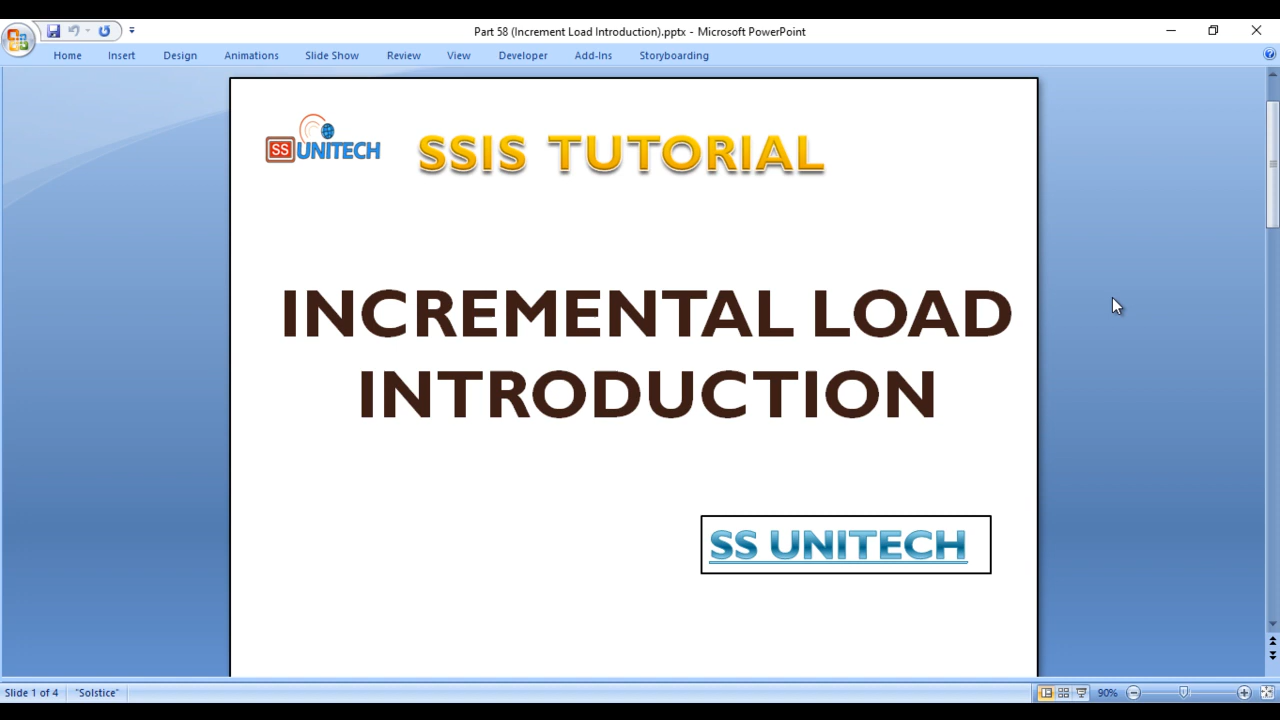 Part 58 (Increment Load Introduction).pptx - Microsoft PowerPoint
Home Insert Design Animations Slide Show Review View Developer Add-Ins Storyboarding
SS UNITECH
SSIS TUTORIAL
INCREMENTAL LOAD
INTRODUCTION
SS UNITECH
Slide 1 of 4 "Solstice" 90%